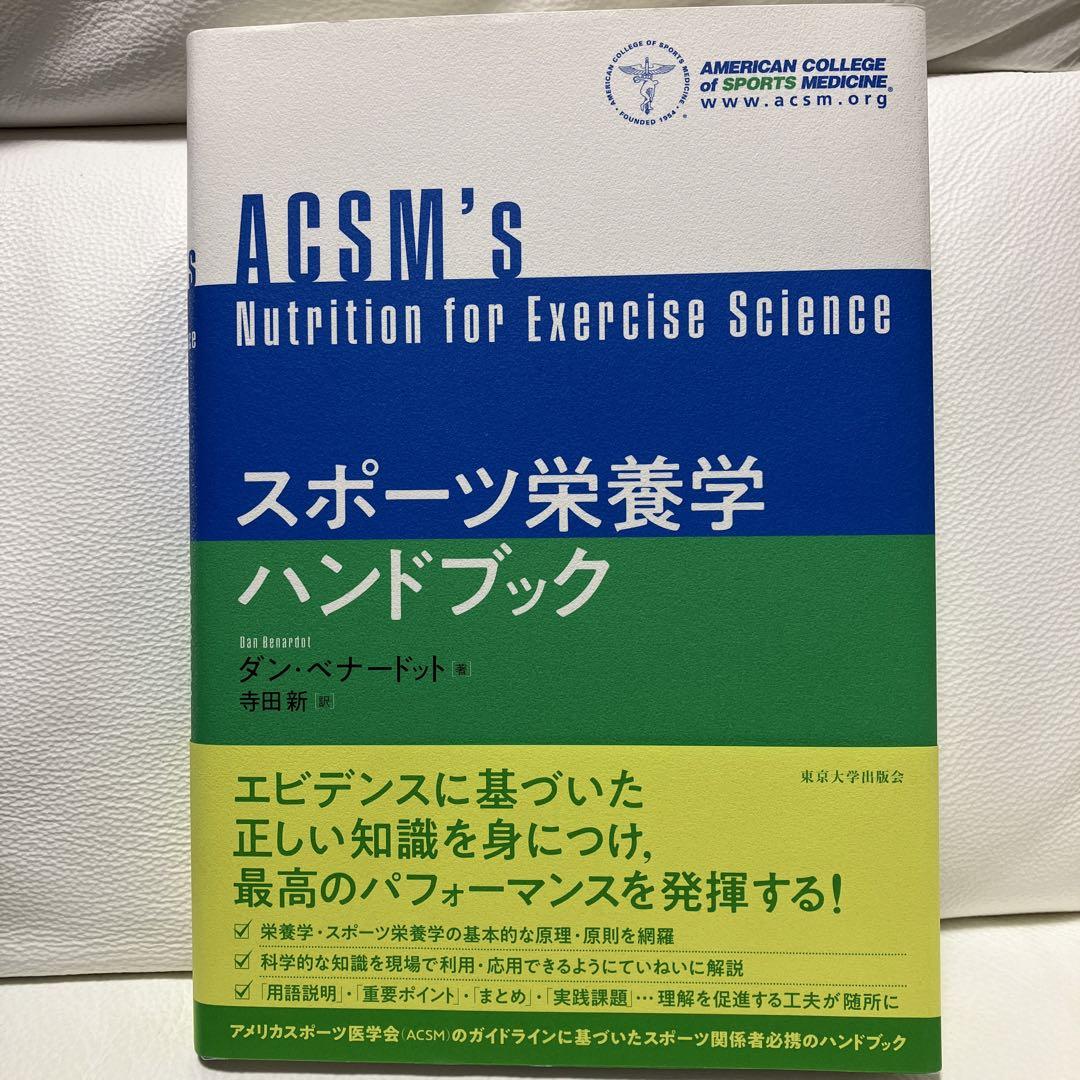 AMERICAN COLLEGE OF SPORTS MEDICINE
FOUNDED 1954
AMERICAN COLLEGE
of SPORTS MEDICINE®
www.acsm.org
ACSM's
Nutrition for Exercise Science
スポーツ栄養学
ハンドブック
Dan Benardot
ダン・ベナードット 著
寺田 新 訳
東京大学出版会
エビデンスに基づいた
正しい知識を身につけ,
最高のパフォーマンスを発揮する!
栄養学・スポーツ栄養学の基本的な原理・原則を網羅
科学的な知識を現場で利用・応用できるようにていねいに解説
「用語説明」・「重要ポイント」・「まとめ」・「実践課題」…理解を促進する工夫が随所に
アメリカスポーツ医学会(ACSM)のガイドラインに基づいたスポーツ関係者必携のハンドブック